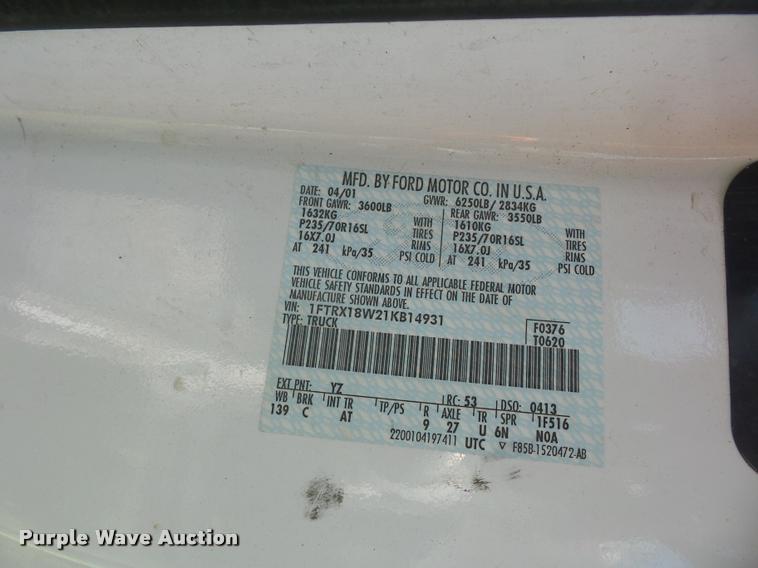 MFD. BY FORD MOTOR CO. IN U.S.A.
DATE: 04/01 GVWR: 6250LB/ 2834KG
FRONT GAWR: 3600LB REAR GAWR: 3550LB
1632KG WITH 1610KG WITH
P235/70R16SL TIRES P235/70R16SL TIRES
16X7.0J RIMS 16X7.0J RIMS
AT 241 kPa/35 PSI COLD AT 241 kPa/35 PSI COLD
THIS VEHICLE CONFORMS TO ALL APPLICABLE FEDERAL MOTOR
VEHICLE SAFETY STANDARDS IN EFFECT ON THE DATE OF
MANUFACTURE SHOWN ABOVE.
VIN: 1FTRX18W21KB14931 F0376
TYPE: TRUCK T0620
EXT PNT: YZ RC: 53 DSO: 0413
WB BRK INT TR TP/PS R AXLE TR SPR 1F516
139 C AT 9 27 U 6N NOA
2200104197411 UTC F85B-1520472-AB
Purple Wave Auction